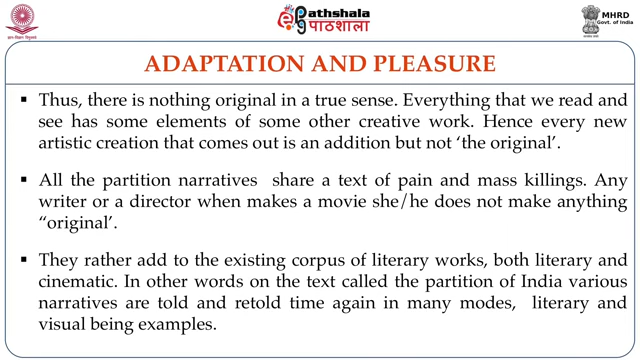 Pathshala
पाठशाला
MHRD
Govt. of India
ADAPTATION AND PLEASURE
▪ Thus, there is nothing original in a true sense. Everything that we read and
see has some elements of some other creative work. Hence every new
artistic creation that comes out is an addition but not ‘the original’.
▪ All the partition narratives share a text of pain and mass killings. Any
writer or a director when makes a movie she/he does not make anything
“original’.
▪ They rather add to the existing corpus of literary works, both literary and
cinematic. In other words on the text called the partition of India various
narratives are told and retold time again in many modes, literary and
visual being examples.